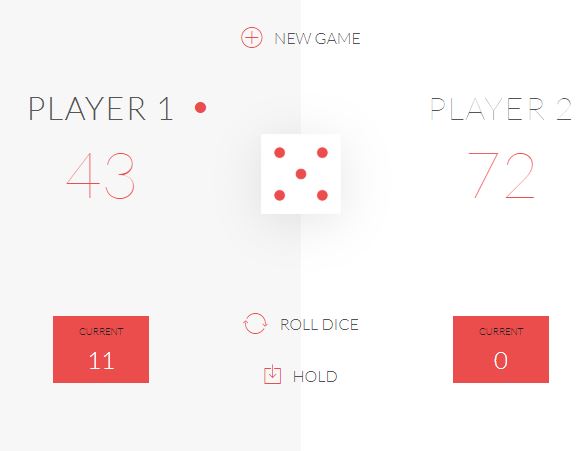 NEW GAME
PLAYER 1
PLAYER 2
43
72
CURRENT
11
ROLL DICE
HOLD
CURRENT
0